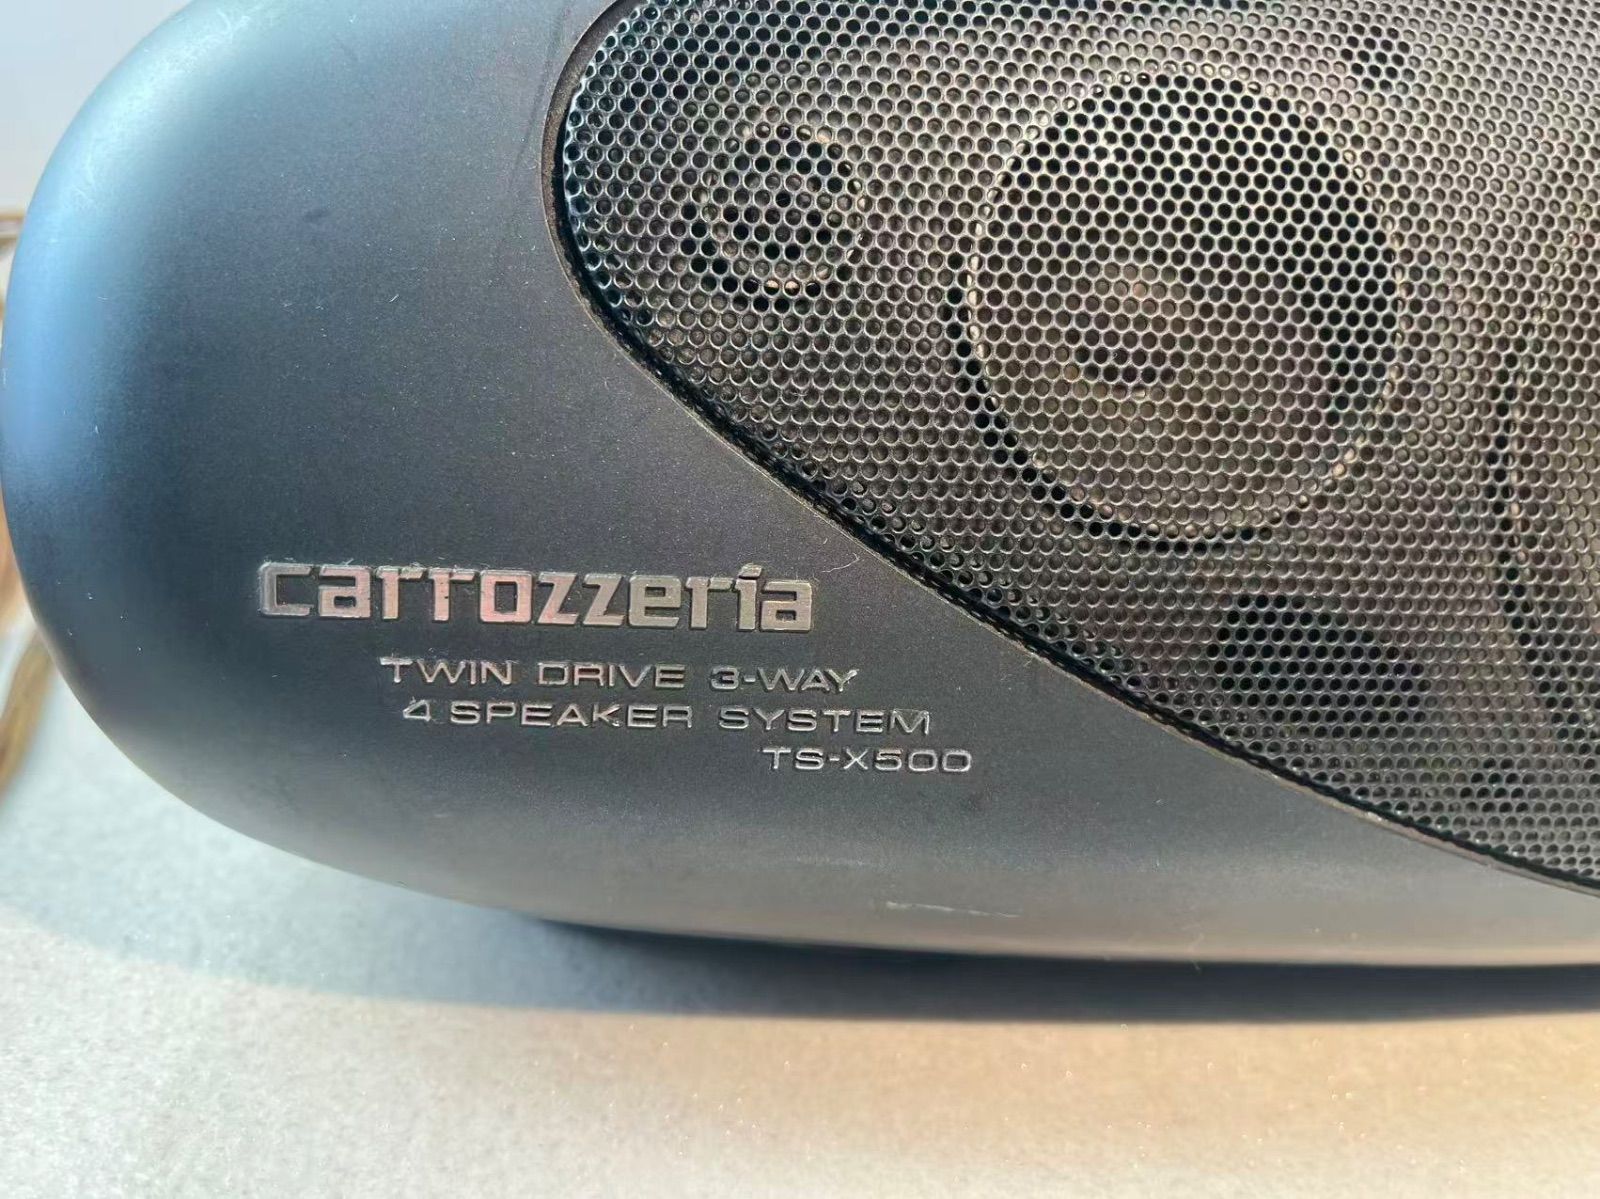 carrozzeria
TWIN DRIVE 3-WAY
4 SPEAKER SYSTEM
TS-X500